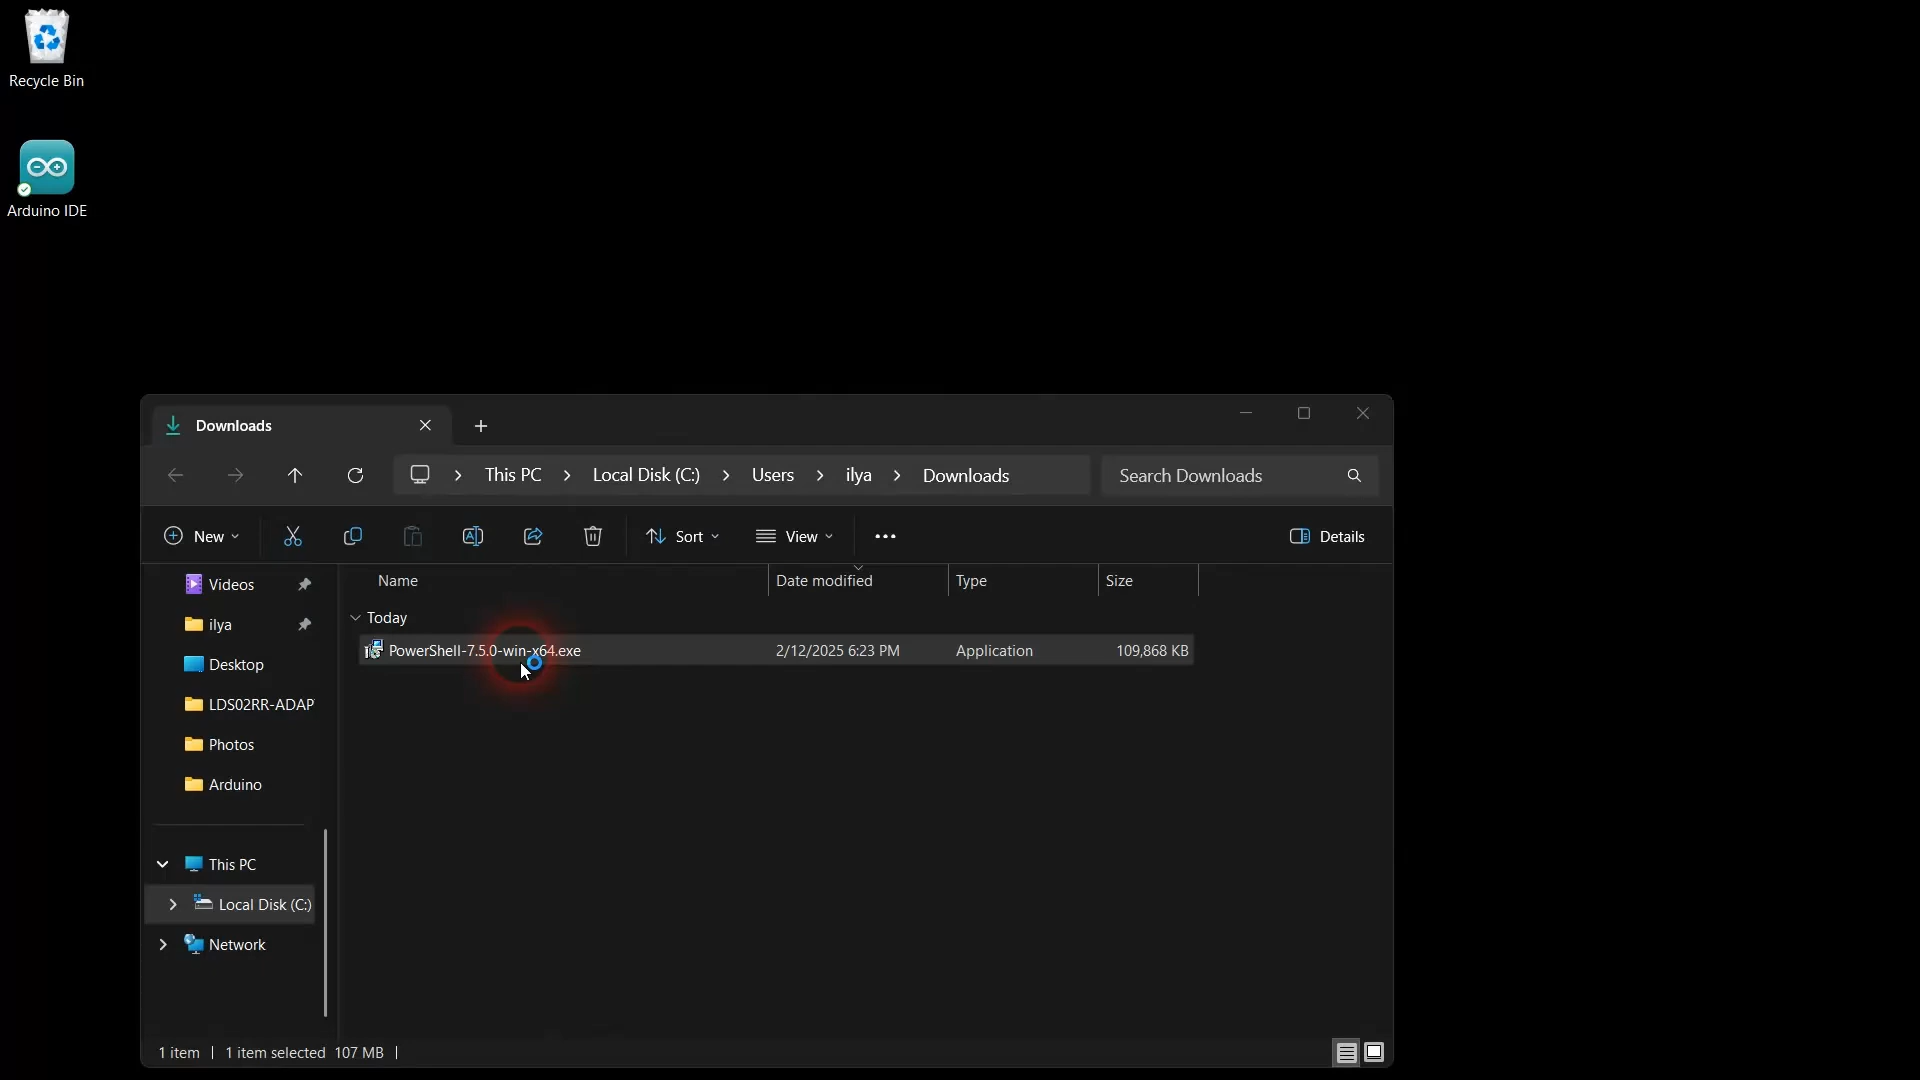 Recycle Bin
Arduino IDE
Downloads
This PC Local Disk (C:) Users ilya Downloads Search Downloads
New Sort View Details
Name Date modified Type Size
Videos
Today
ilya
PowerShell-7.5.0-win-x64.exe 2/12/2025 6:23 PM Application 109,868 KB
Desktop
LDS02RR-ADAP
Photos
Arduino
This PC
Local Disk (C:)
Network
1 item 1 item selected 107 MB